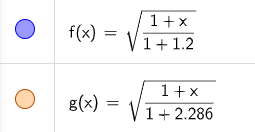 f(x) = √((1+x)/(1+1.2))
g(x) = √((1+x)/(1+2.286))